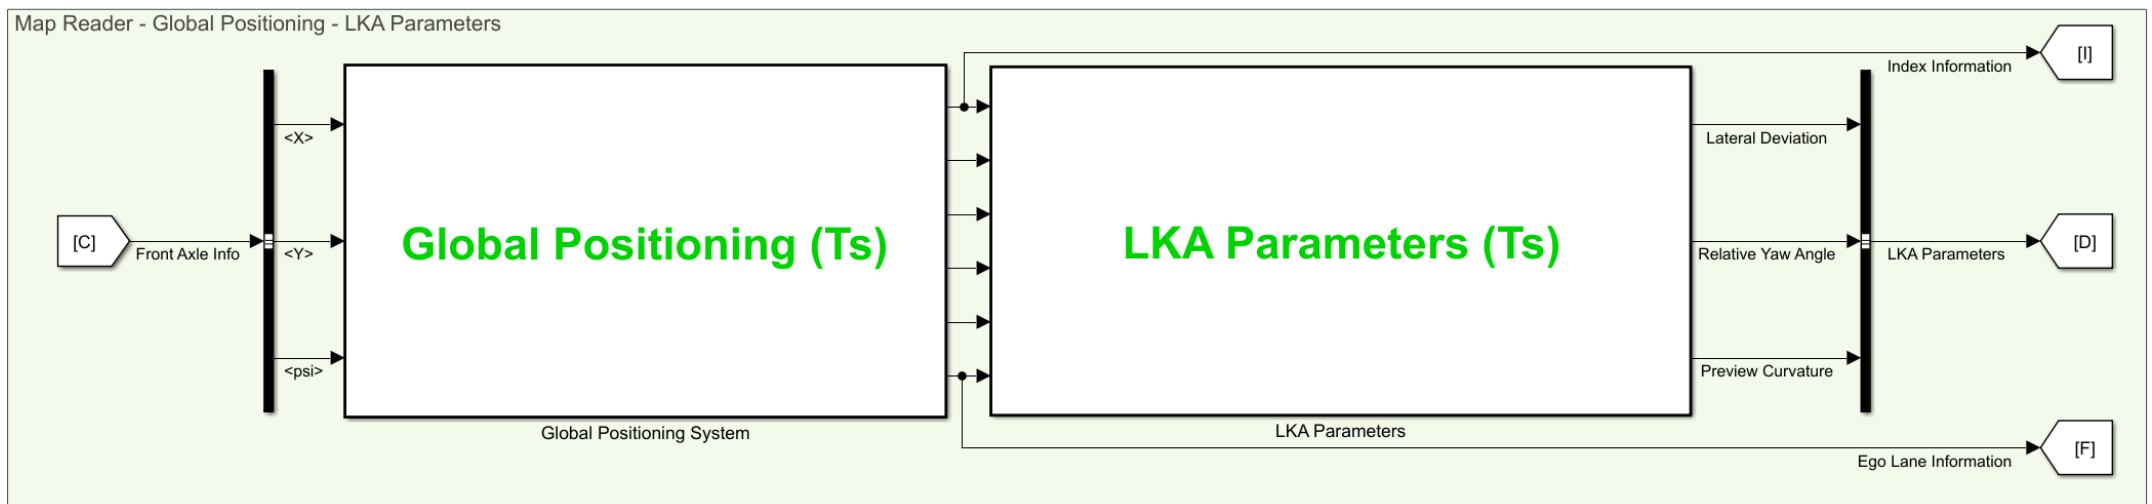 Map Reader - Global Positioning - LKA Parameters
[I]
Index Information
<X>
Lateral Deviation
[C]
Front Axle Info
<Y>
Global Positioning (Ts)
LKA Parameters (Ts)
Relative Yaw Angle
LKA Parameters
[D]
<psi>
Preview Curvature
Global Positioning System
LKA Parameters
[F]
Ego Lane Information